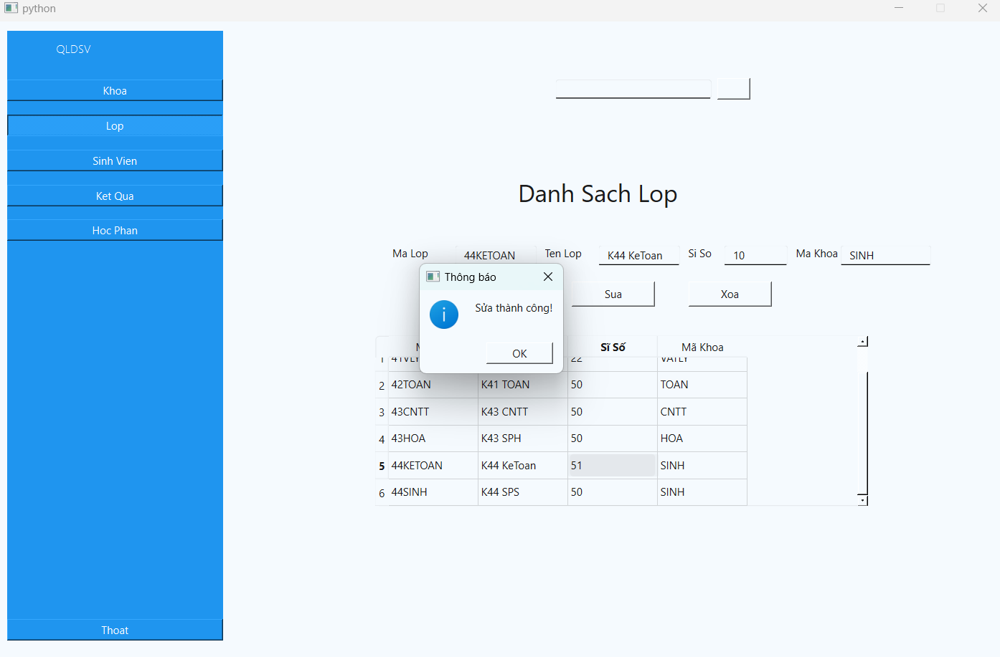 python
QLDSV
Khoa
Lop
Sinh Vien
Ket Qua
Hoc Phan
Thoat
Danh Sach Lop
Ma Lop 44KETOAN Ten Lop K44 KeToan Si So 10 Ma Khoa SINH
Thông báo
Sửa thành công!
OK
Sua Xoa
Sĩ Số Mã Khoa
1 41VLY 22 VATLY
2 42TOAN K41 TOAN 50 TOAN
3 43CNTT K43 CNTT 50 CNTT
4 43HOA K43 SPH 50 HOA
5 44KETOAN K44 KeToan 51 SINH
6 44SINH K44 SPS 50 SINH